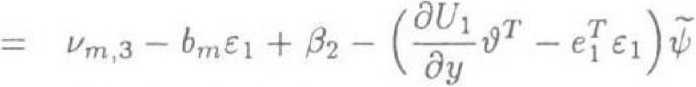 = ν_{m,3} − b_m ε_1 + β_2 − (∂U_1/∂y ϑ^T − e_1^T ε_1) ψ̃